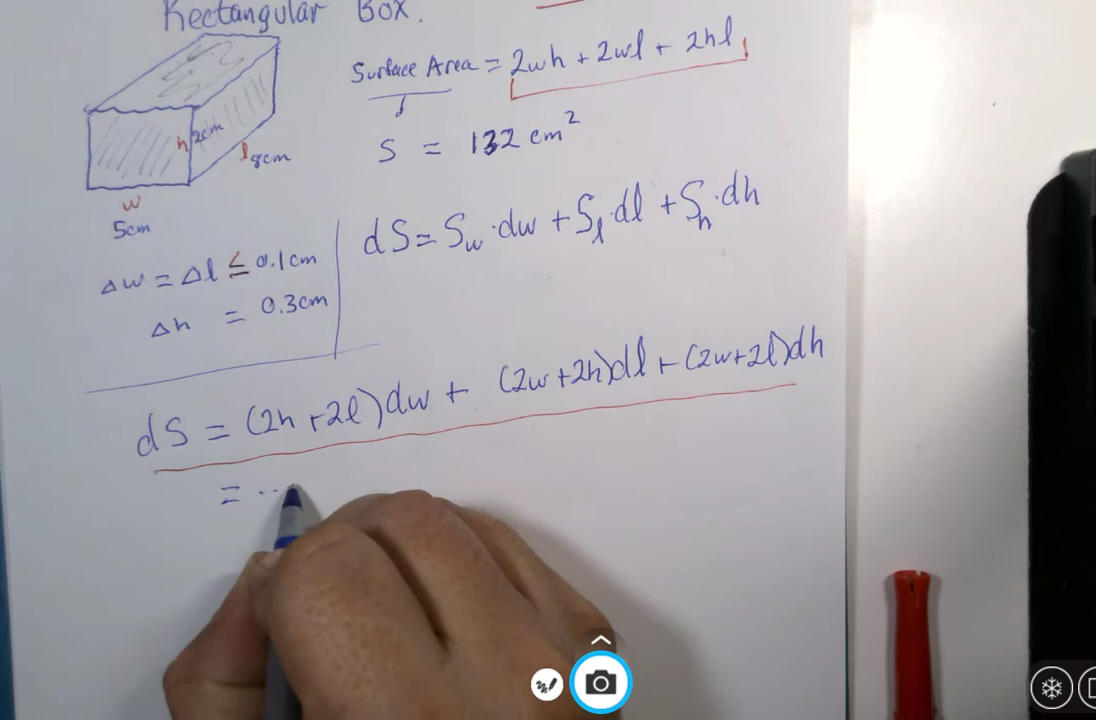 Rectangular Box.
Surface Area = 2wh + 2wl + 2hl
S = 132 cm²
h 2cm
l 8cm
w
5cm
Δw = Δl ≤ 0.1cm
Δh = 0.3cm
dS = S_w · dw + S_l · dl + S_h · dh
dS = (2h + 2l)dw + (2w + 2h)dl + (2w + 2l)dh
= ...